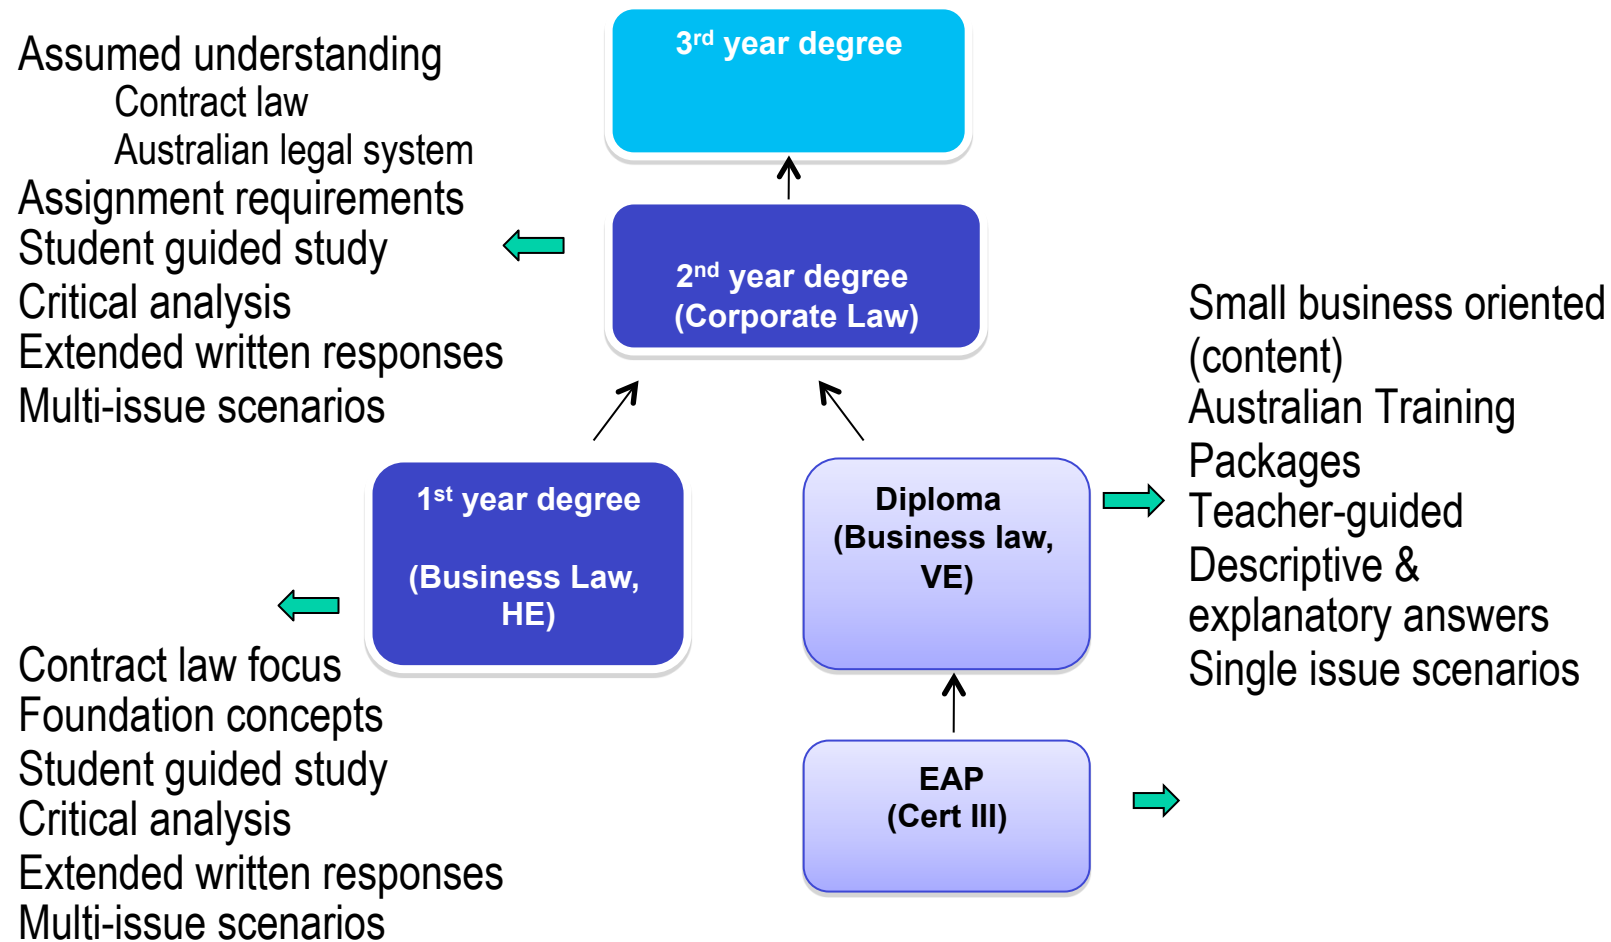 3rd year degree
Assumed understanding
Contract law
Australian legal system
Assignment requirements
Student guided study
Critical analysis
Extended written responses
Multi-issue scenarios
2nd year degree
(Corporate Law)
Small business oriented
(content)
Australian Training
Packages
Teacher-guided
Descriptive &
explanatory answers
Single issue scenarios
1st year degree
(Business Law,
HE)
Diploma
(Business law,
VE)
Contract law focus
Foundation concepts
Student guided study
Critical analysis
Extended written responses
Multi-issue scenarios
EAP
(Cert III)